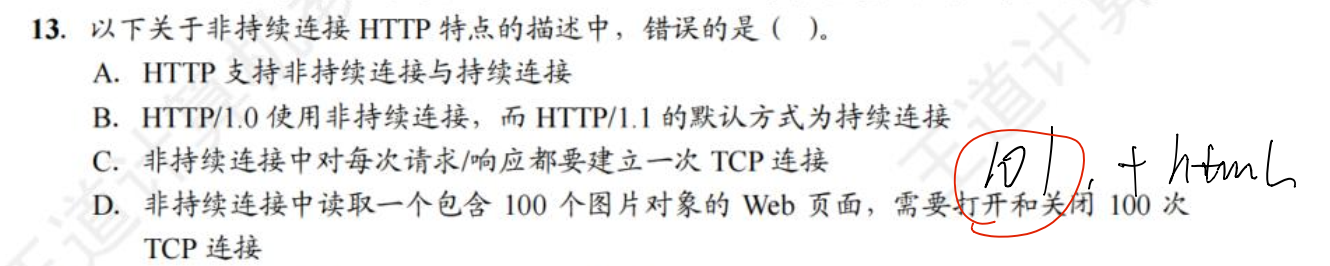 13. 以下关于非持续连接 HTTP 特点的描述中，错误的是（ ）。
A. HTTP 支持非持续连接与持续连接
B. HTTP/1.0 使用非持续连接，而 HTTP/1.1 的默认方式为持续连接
C. 非持续连接中对每次请求/响应都要建立一次 TCP 连接
101, + html
D. 非持续连接中读取一个包含 100 个图片对象的 Web 页面，需要打开和关闭 100 次
TCP 连接